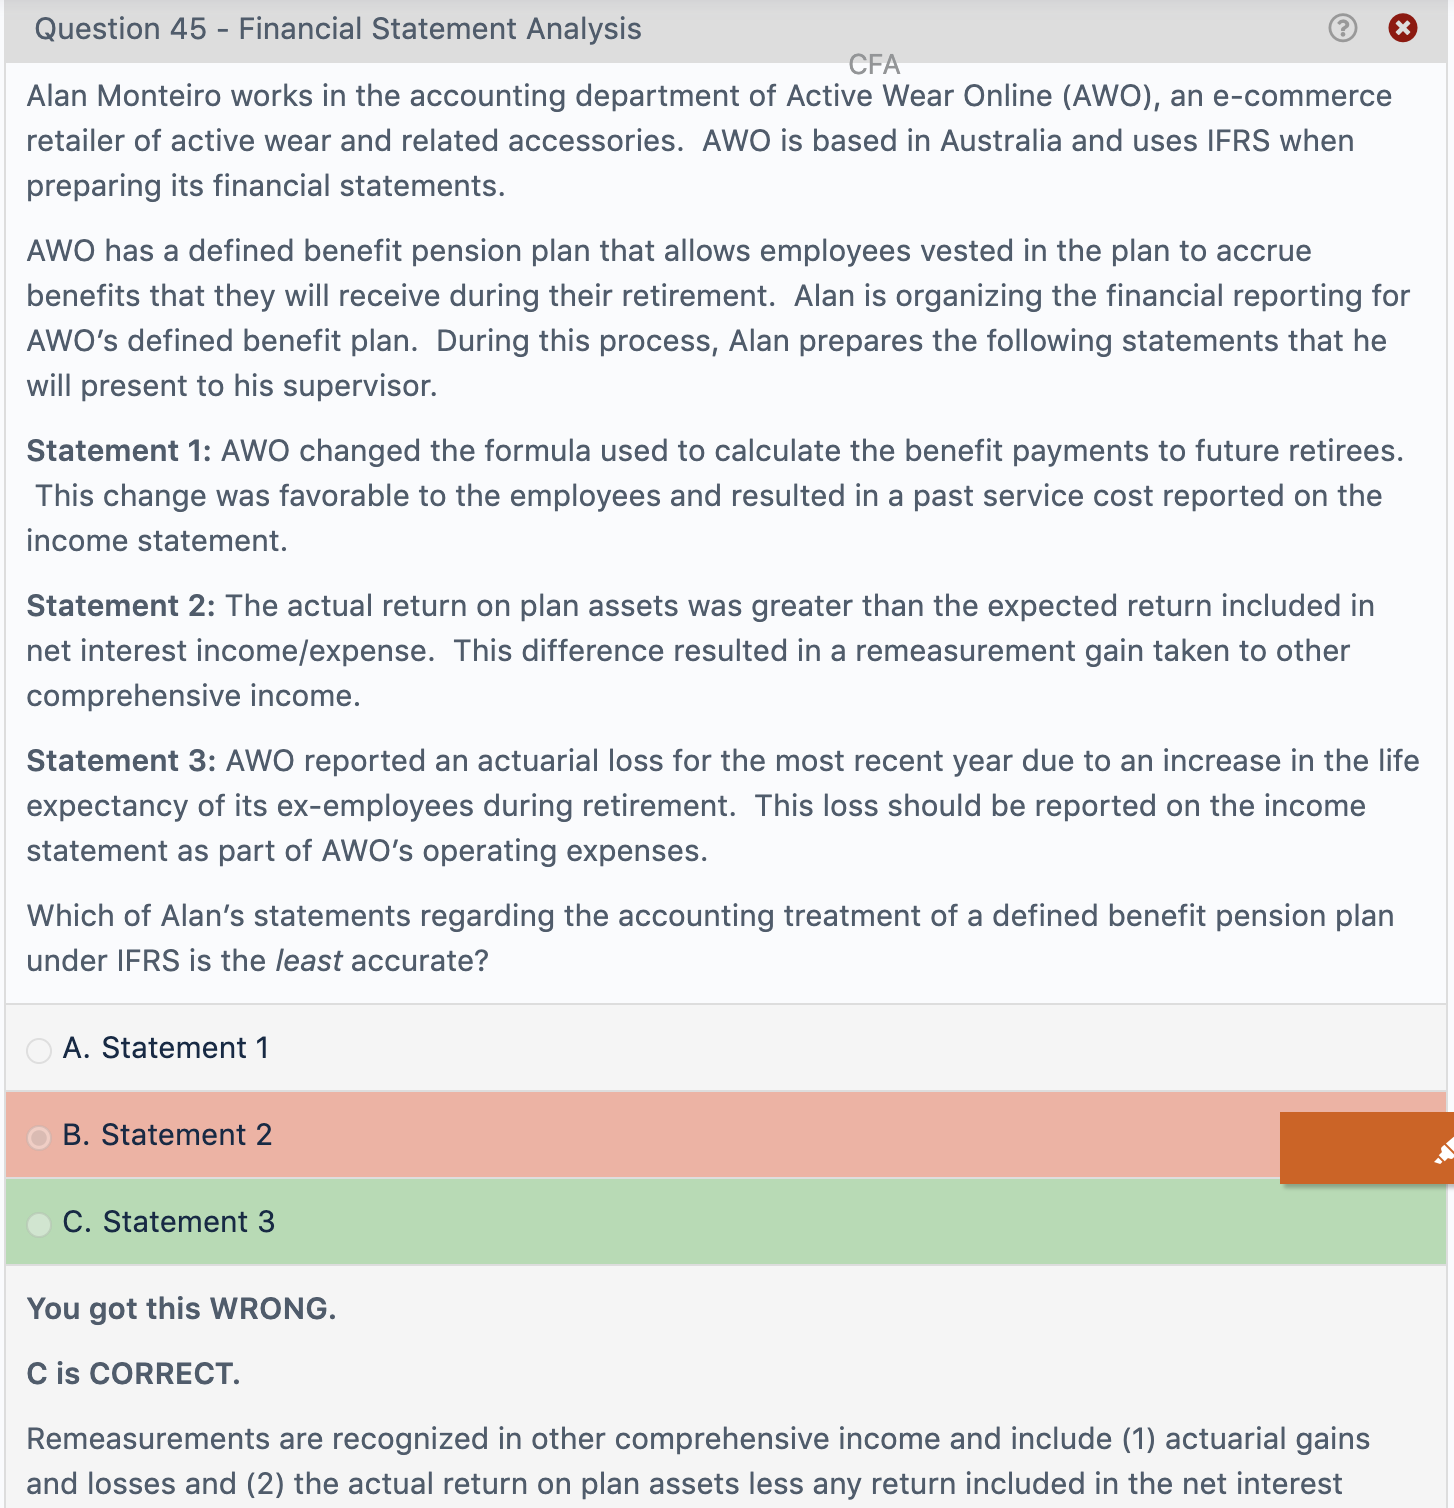 Question 45 - Financial Statement Analysis
CFA
Alan Monteiro works in the accounting department of Active Wear Online (AWO), an e-commerce
retailer of active wear and related accessories.  AWO is based in Australia and uses IFRS when
preparing its financial statements.
AWO has a defined benefit pension plan that allows employees vested in the plan to accrue
benefits that they will receive during their retirement.  Alan is organizing the financial reporting for
AWO’s defined benefit plan.  During this process, Alan prepares the following statements that he
will present to his supervisor.
Statement 1: AWO changed the formula used to calculate the benefit payments to future retirees.
This change was favorable to the employees and resulted in a past service cost reported on the
income statement.
Statement 2: The actual return on plan assets was greater than the expected return included in
net interest income/expense.  This difference resulted in a remeasurement gain taken to other
comprehensive income.
Statement 3: AWO reported an actuarial loss for the most recent year due to an increase in the life
expectancy of its ex-employees during retirement.  This loss should be reported on the income
statement as part of AWO’s operating expenses.
Which of Alan’s statements regarding the accounting treatment of a defined benefit pension plan
under IFRS is the least accurate?
A. Statement 1
B. Statement 2
C. Statement 3
You got this WRONG.
C is CORRECT.
Remeasurements are recognized in other comprehensive income and include (1) actuarial gains
and losses and (2) the actual return on plan assets less any return included in the net interest